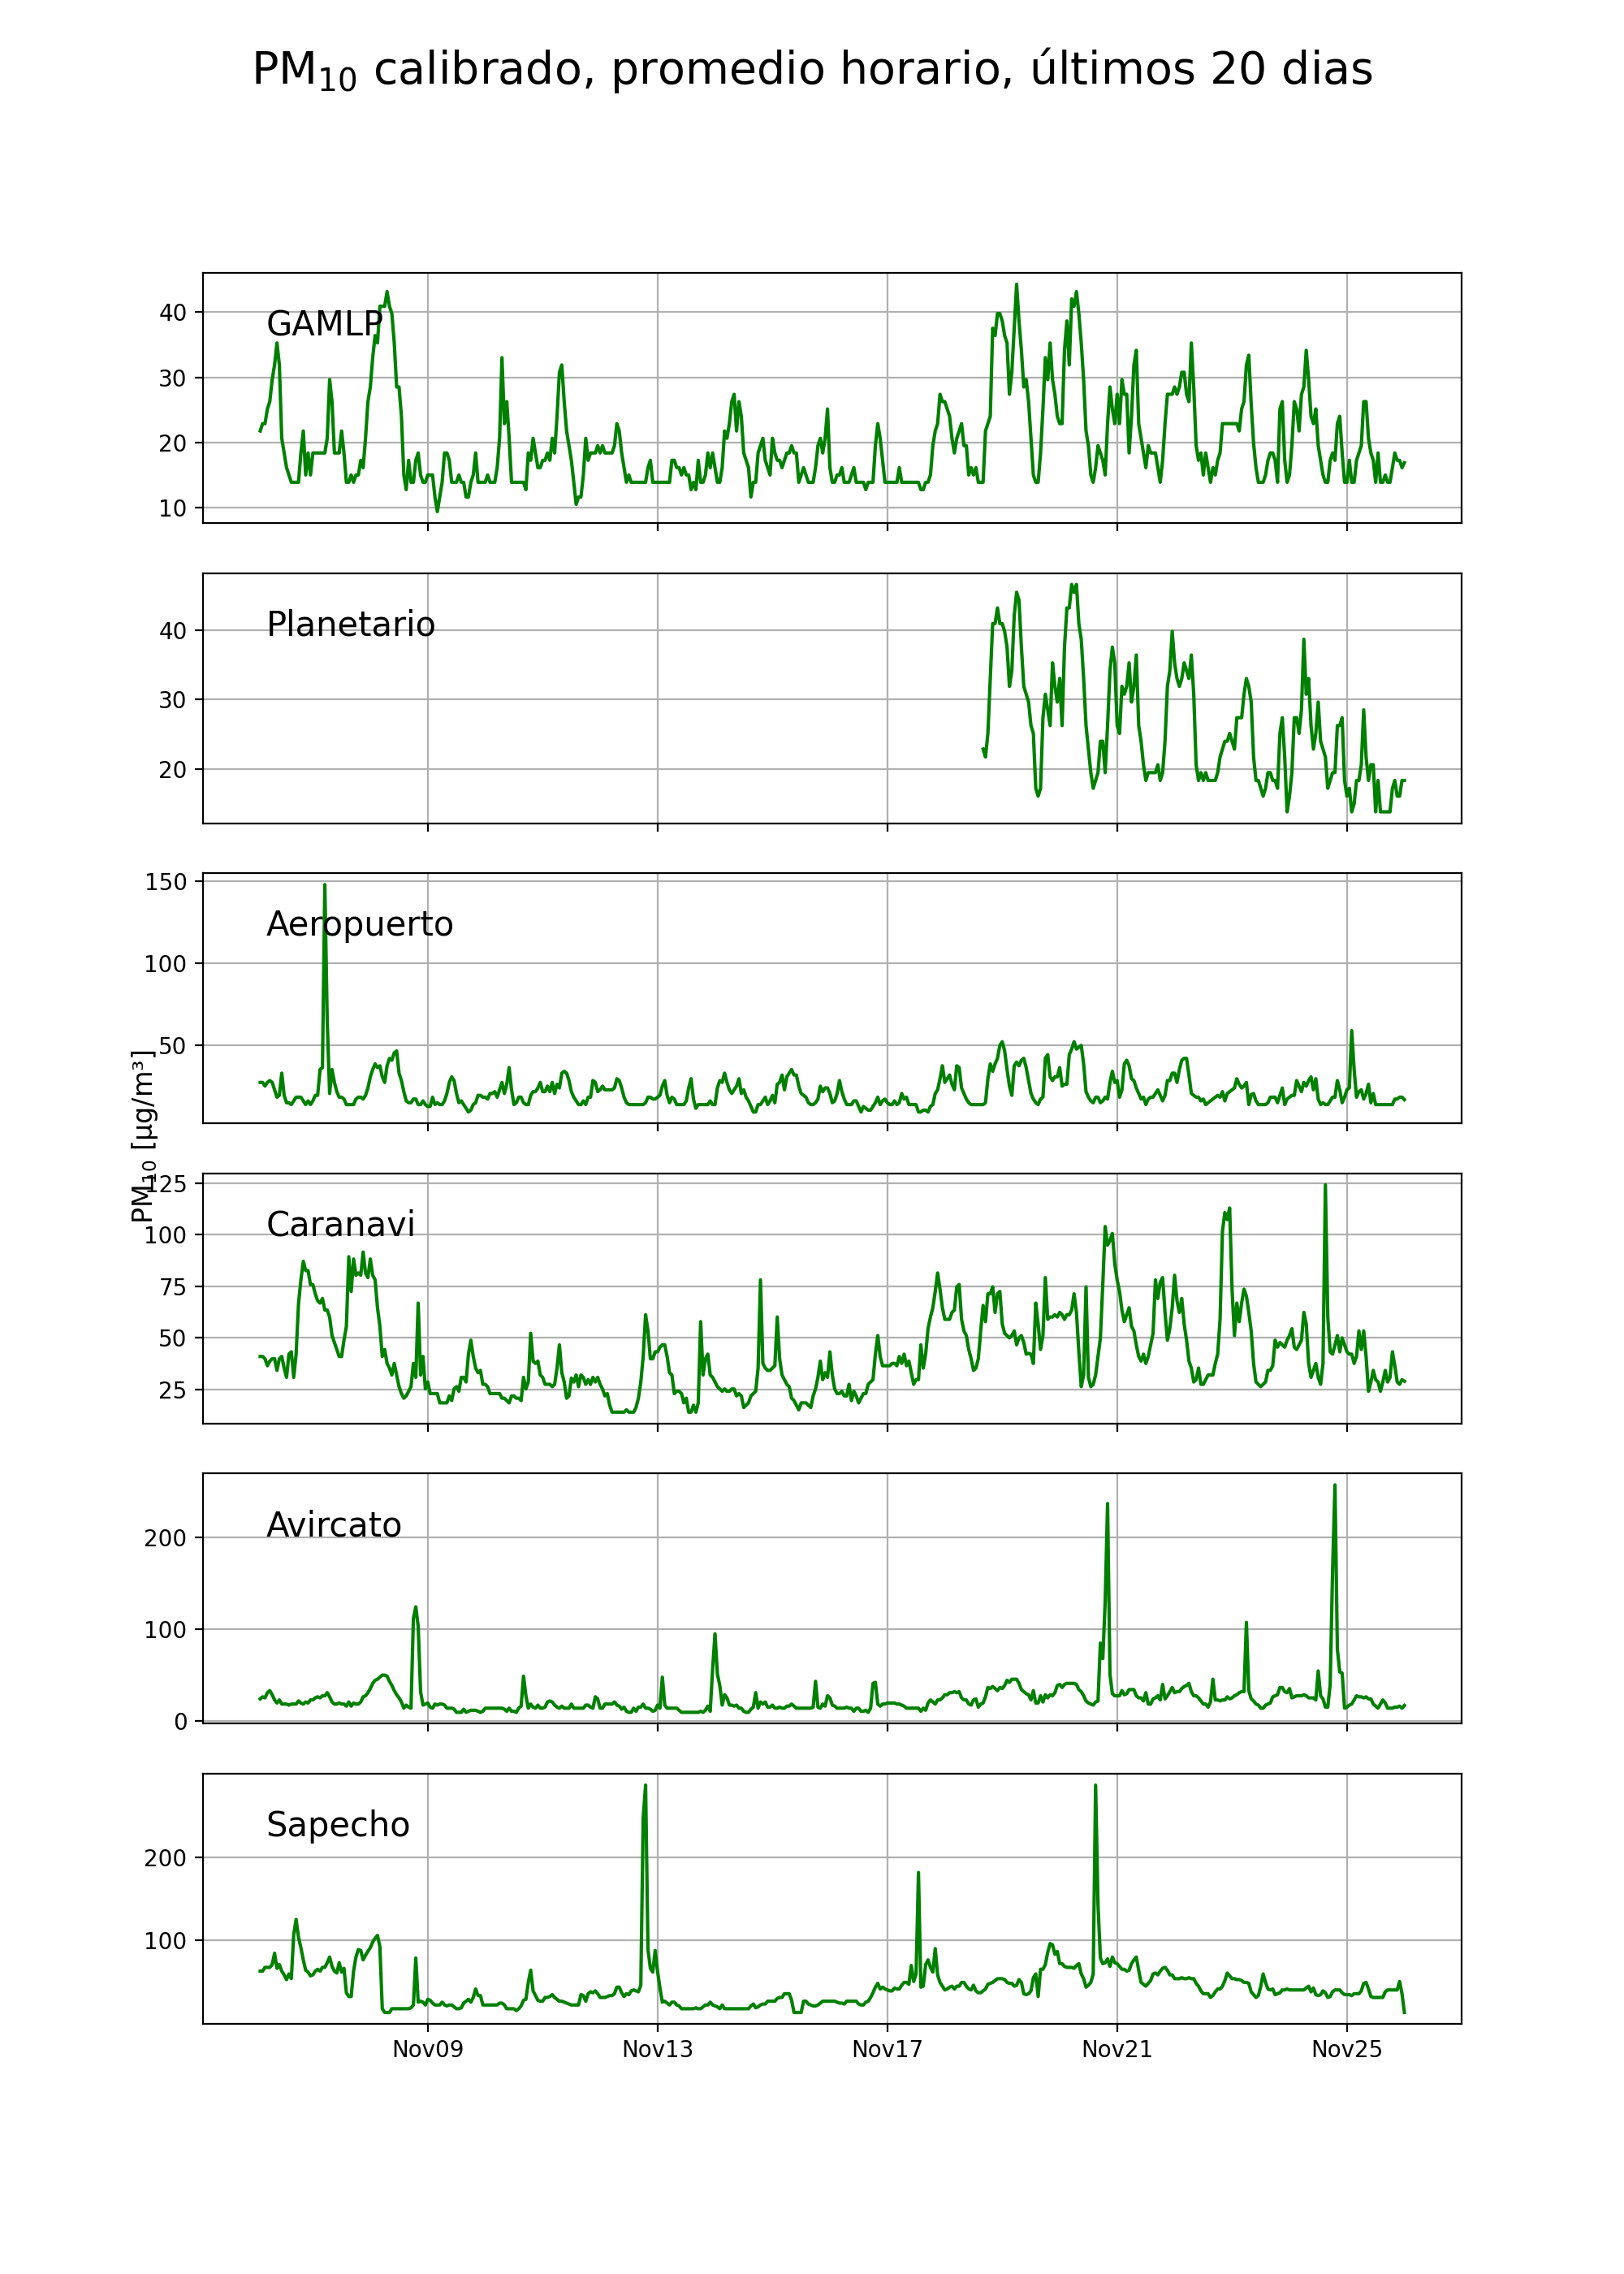 PM₁₀ calibrado, promedio horario, últimos 20 dias
GAMLP
40
30
20
10
Planetario
40
30
20
Aeropuerto
150
100
50
PM₁₀ [µg/m³]
Caranavi
125
100
75
50
25
Avircato
200
100
0
Sapecho
200
100
Nov09 Nov13 Nov17 Nov21 Nov25